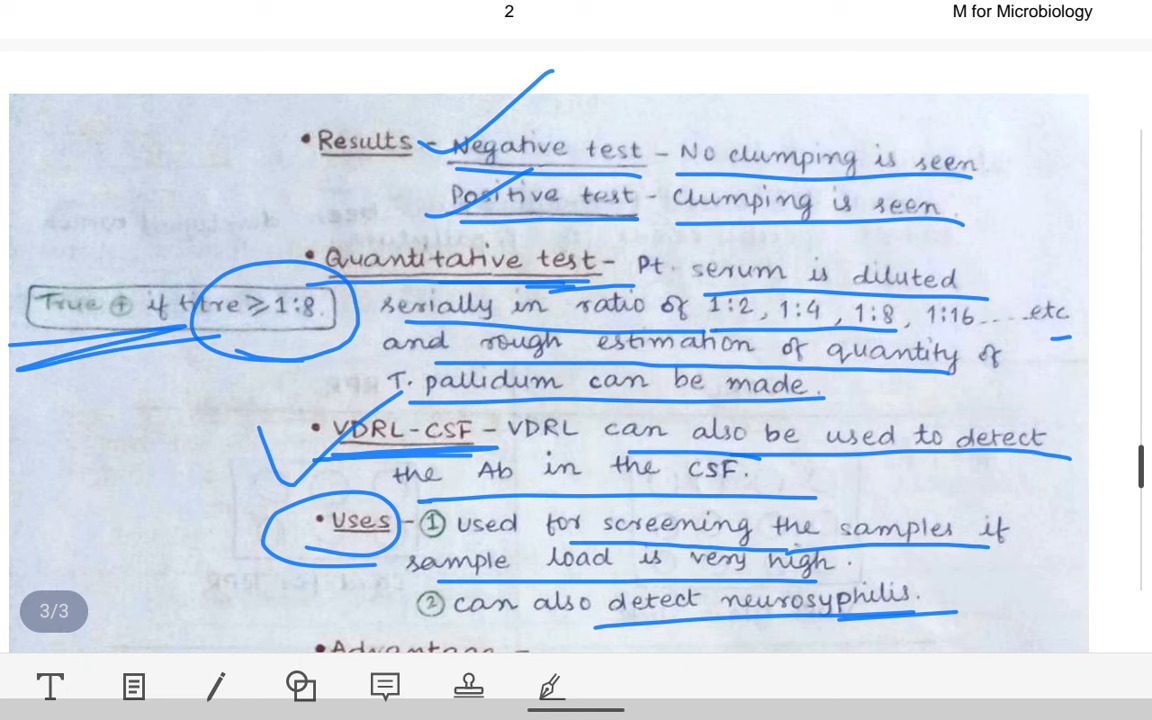 2
M for Microbiology
• Results - Negative test - No clumping is seen
Positive test - Clumping is seen.
• Quantitative test - Pt. serum is diluted
True ⊕ if titre ≥ 1:8.
serially in ratio of 1:2, 1:4, 1:8, 1:16.... etc
and rough estimation of quantity of
T. pallidum can be made.
• VDRL-CSF - VDRL can also be used to detect
the Ab in the CSF.
• Uses - ① used for screening the samples if
sample load is very high.
② can also detect neurosyphilis.
• Advantage -
3/3
T